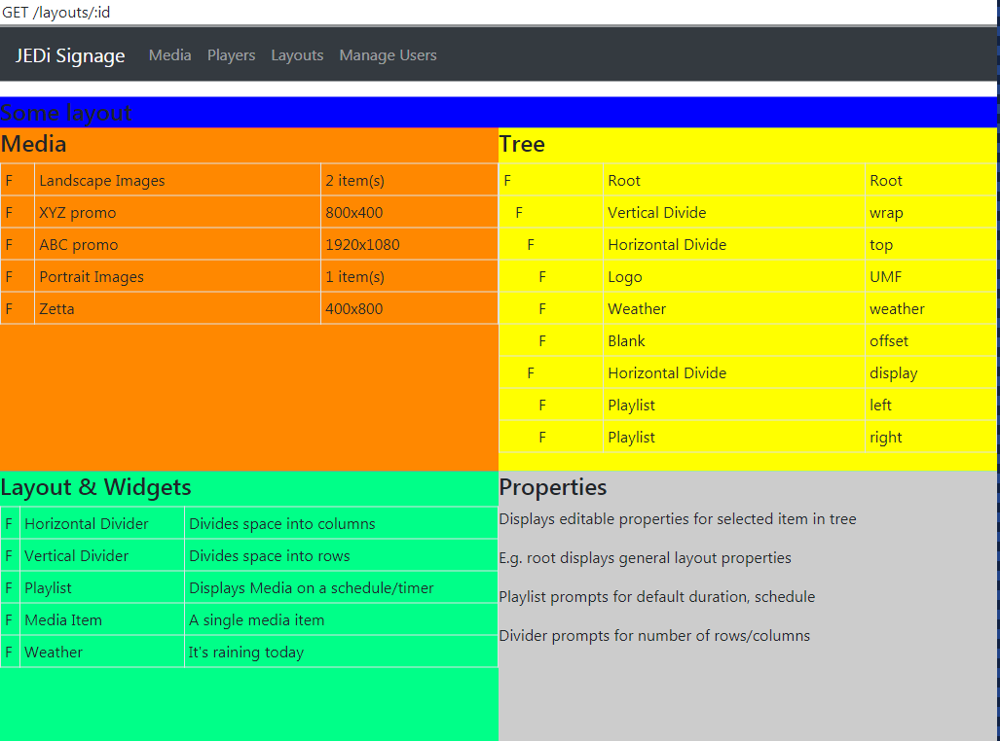 GET /layouts/:id
JEDi Signage Media Players Layouts Manage Users
Some layout
Media
F Landscape Images 2 item(s)
F XYZ promo 800x400
F ABC promo 1920x1080
F Portrait Images 1 item(s)
F Zetta 400x800
Tree
F Root Root
F Vertical Divide wrap
F Horizontal Divide top
F Logo UMF
F Weather weather
F Blank offset
F Horizontal Divide display
F Playlist left
F Playlist right
Layout & Widgets
F Horizontal Divider Divides space into columns
F Vertical Divider Divides space into rows
F Playlist Displays Media on a schedule/timer
F Media Item A single media item
F Weather It's raining today
Properties
Displays editable properties for selected item in tree
E.g. root displays general layout properties
Playlist prompts for default duration, schedule
Divider prompts for number of rows/columns